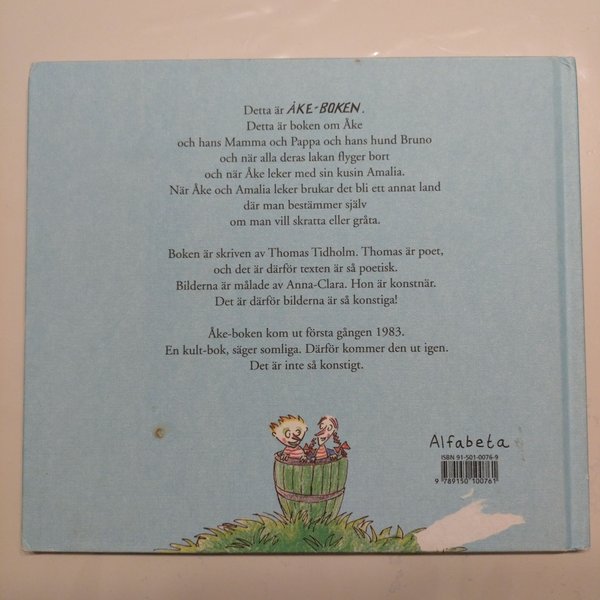 Detta är ÅKE-BOKEN.
Detta är boken om Åke
och hans Mamma och Pappa och hans hund Bruno
och när alla deras lakan flyger bort
och när Åke leker med sin kusin Amalia.
När Åke och Amalia leker brukar det bli ett annat land
där man bestämmer själv
om man vill skratta eller gråta.
Boken är skriven av Thomas Tidholm. Thomas är poet,
och det är därför texten är så poetisk.
Bilderna är målade av Anna-Clara. Hon är konstnär.
Det är därför bilderna är så konstiga!
Åke-boken kom ut första gången 1983.
En kult-bok, säger somliga. Därför kommer den ut igen.
Det är inte så konstigt.
Alfabeta
ISBN 91-501-0076-9
9 789150 100761